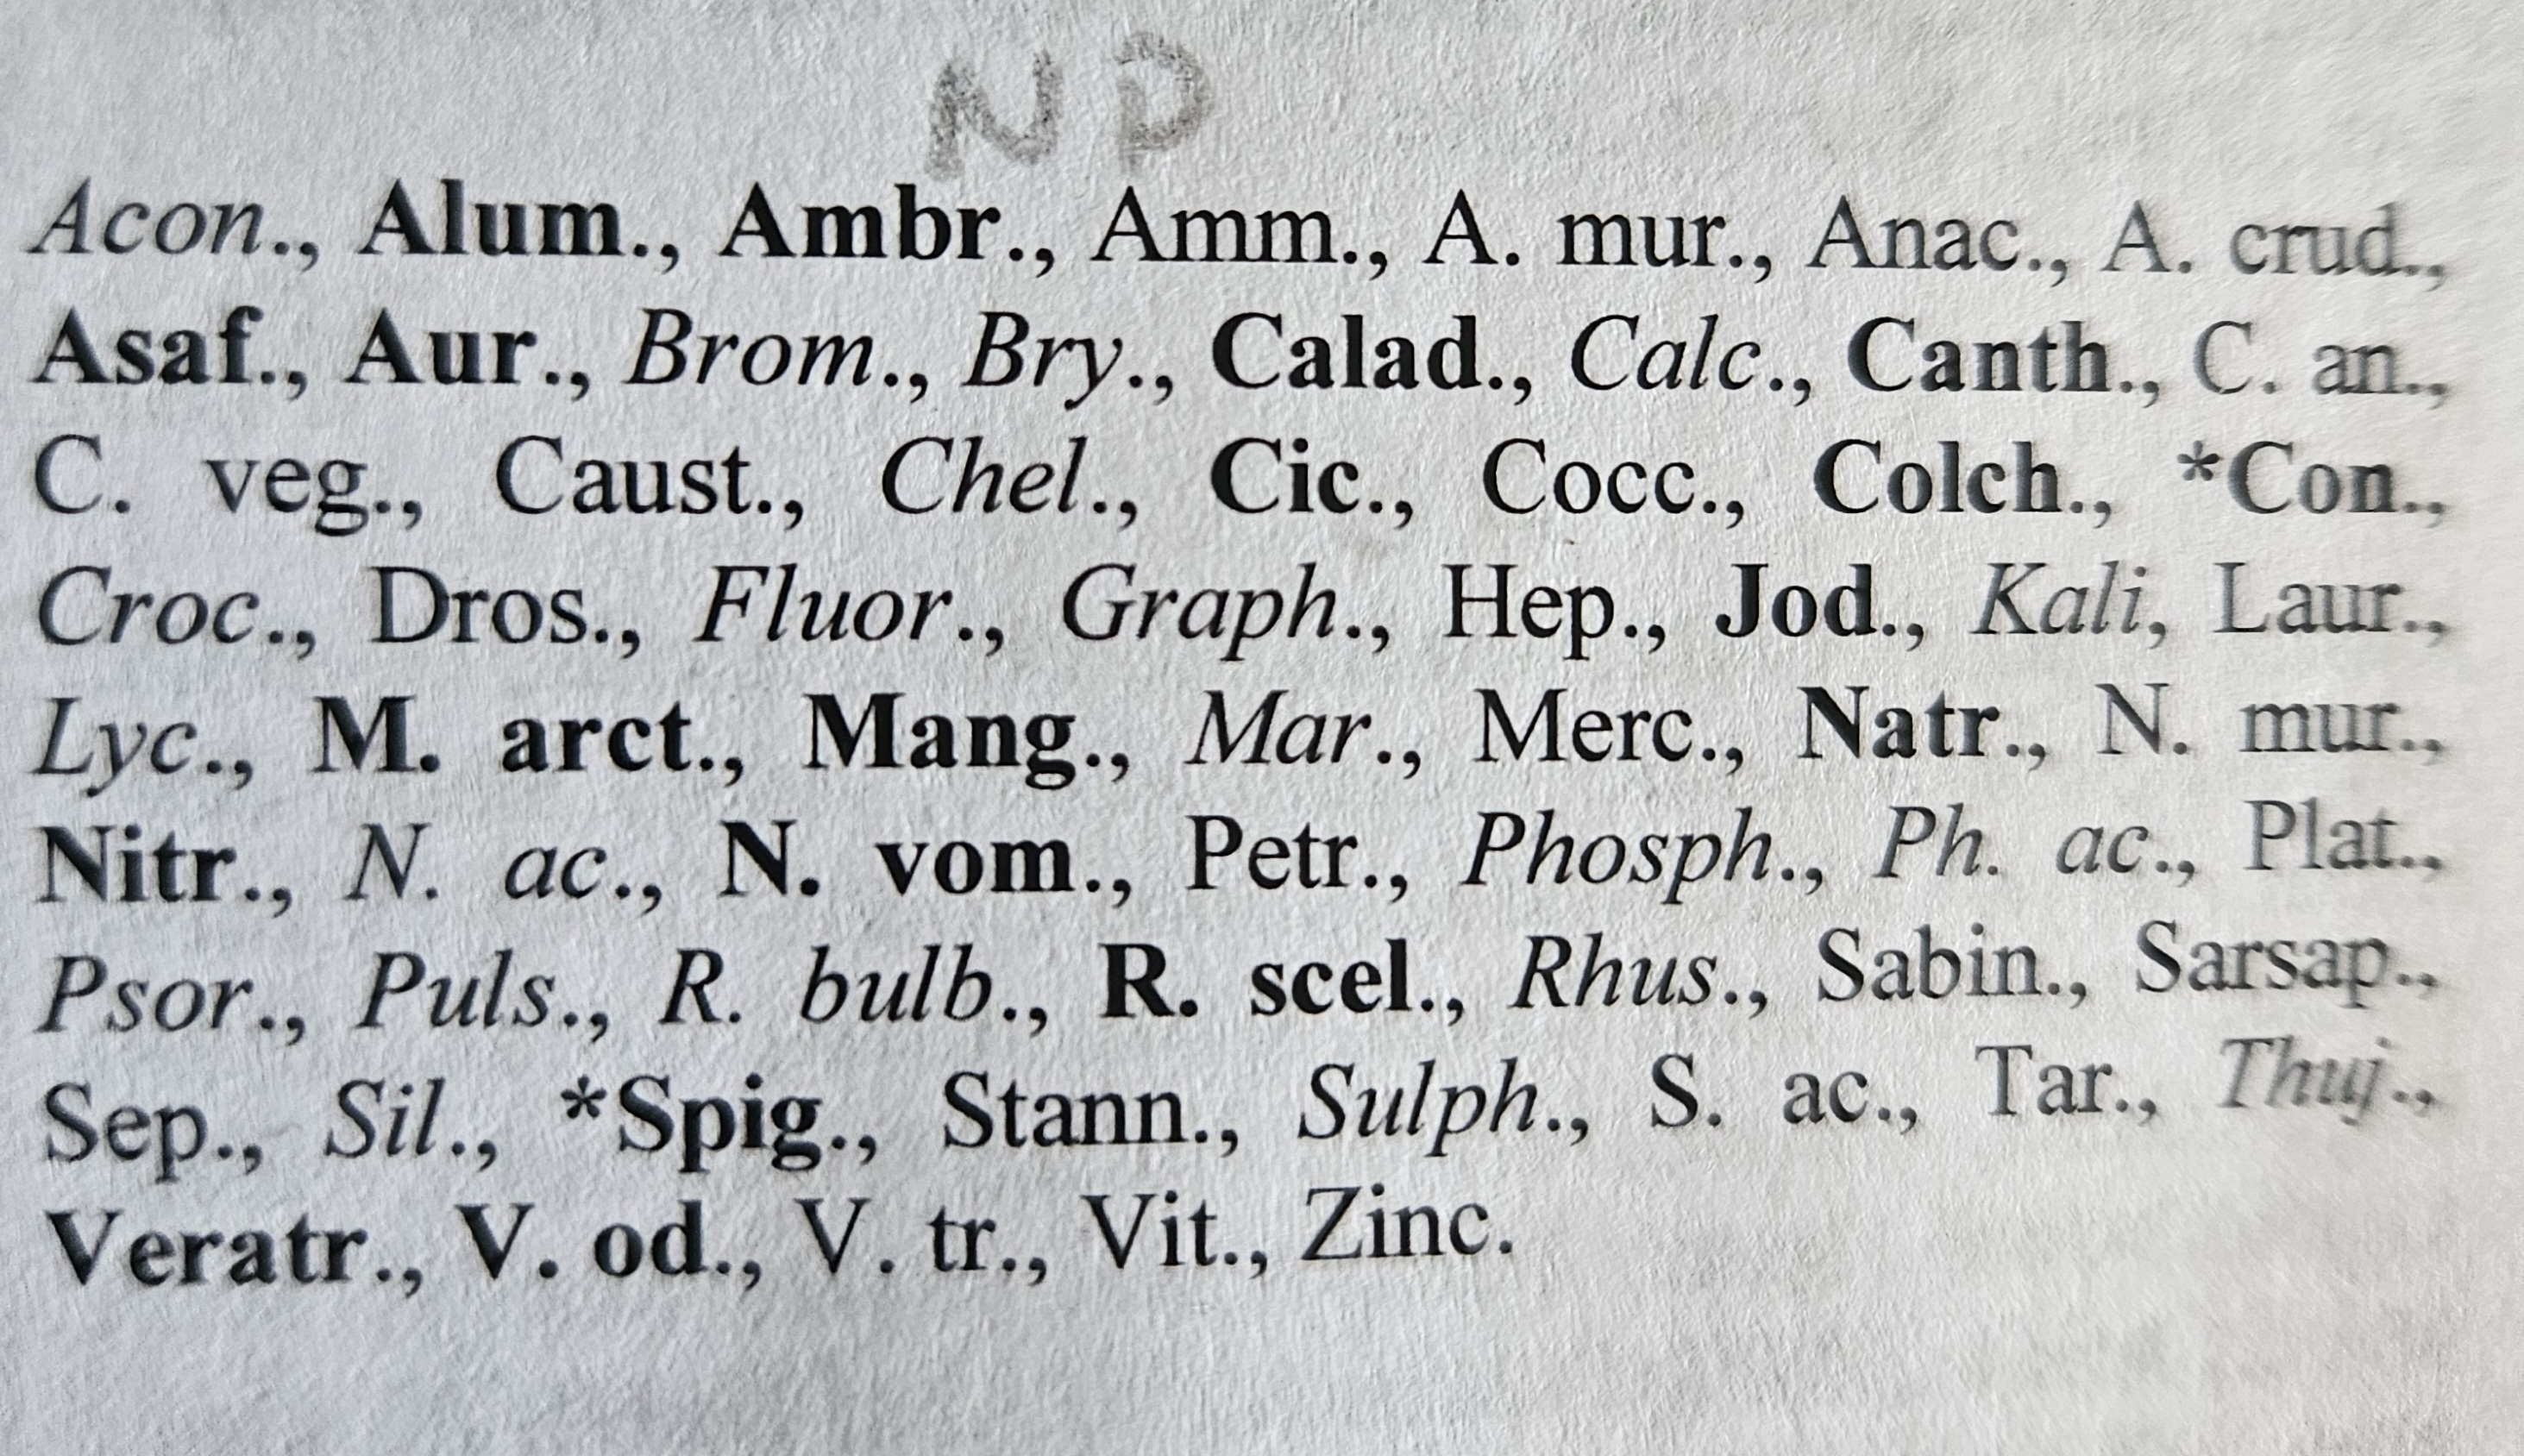 NP
Acon., Alum., Ambr., Amm., A. mur., Anac., A. crud.,
Asaf., Aur., Brom., Bry., Calad., Calc., Canth., C. an.,
C. veg., Caust., Chel., Cic., Cocc., Colch., *Con.,
Croc., Dros., Fluor., Graph., Hep., Jod., Kali, Laur.,
Lyc., M. arct., Mang., Mar., Merc., Natr., N. mur.,
Nitr., N. ac., N. vom., Petr., Phosph., Ph. ac., Plat.,
Psor., Puls., R. bulb., R. scel., Rhus., Sabin., Sarsap.,
Sep., Sil., *Spig., Stann., Sulph., S. ac., Tar., Thuj.,
Veratr., V. od., V. tr., Vit., Zinc.